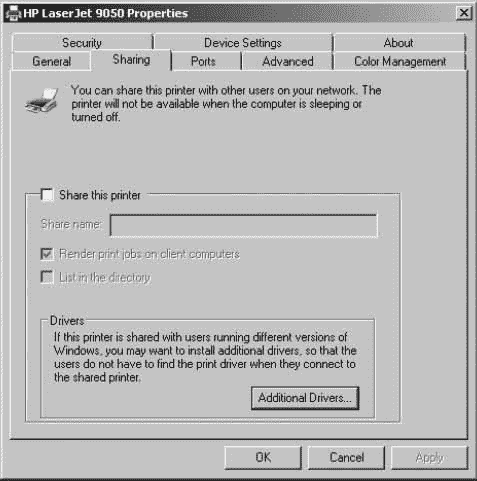 HP LaserJet 9050 Properties
Security Device Settings About
General Sharing Ports Advanced Color Management
You can share this printer with other users on your network. The
printer will not be available when the computer is sleeping or
turned off.
Share this printer
Share name:
Render print jobs on client computers
List in the directory
Drivers
If this printer is shared with users running different versions of
Windows, you may want to install additional drivers, so that the
users do not have to find the print driver when they connect to
the shared printer.
Additional Drivers...
OK Cancel Apply